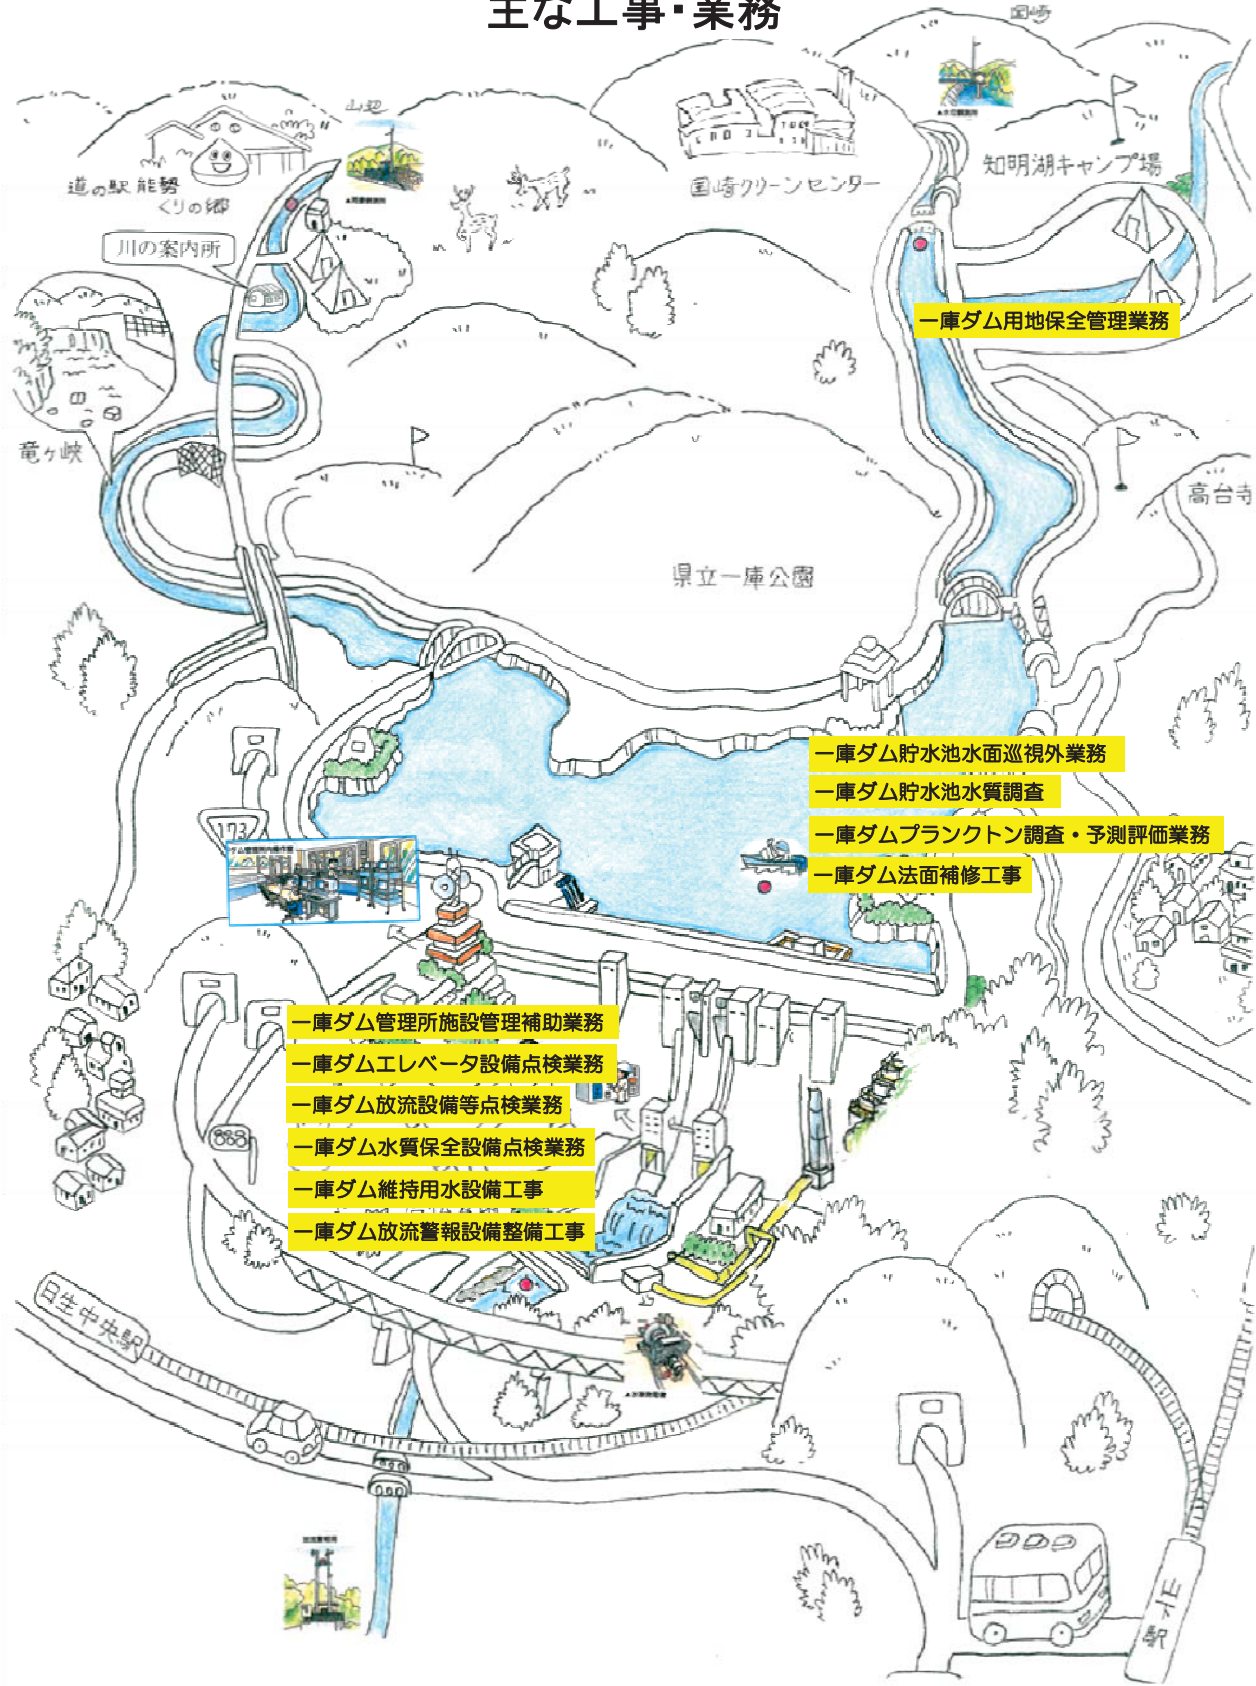 主な工事・業務
国崎
山辺
道の駅 能勢
くりの郷
国崎クリーンセンター
知明湖キャンプ場
川の案内所
一庫ダム用地保全管理業務
竜ヶ峡
高台寺
県立一庫公園
一庫ダム貯水池水面巡視外業務
一庫ダム貯水池水質調査
173
一庫ダムプランクトン調査・予測評価業務
一庫ダム法面補修工事
一庫ダム管理所施設管理補助業務
一庫ダムエレベータ設備点検業務
一庫ダム放流設備等点検業務
一庫ダム水質保全設備点検業務
一庫ダム維持用水設備工事
一庫ダム放流警報設備整備工事
日生中央駅